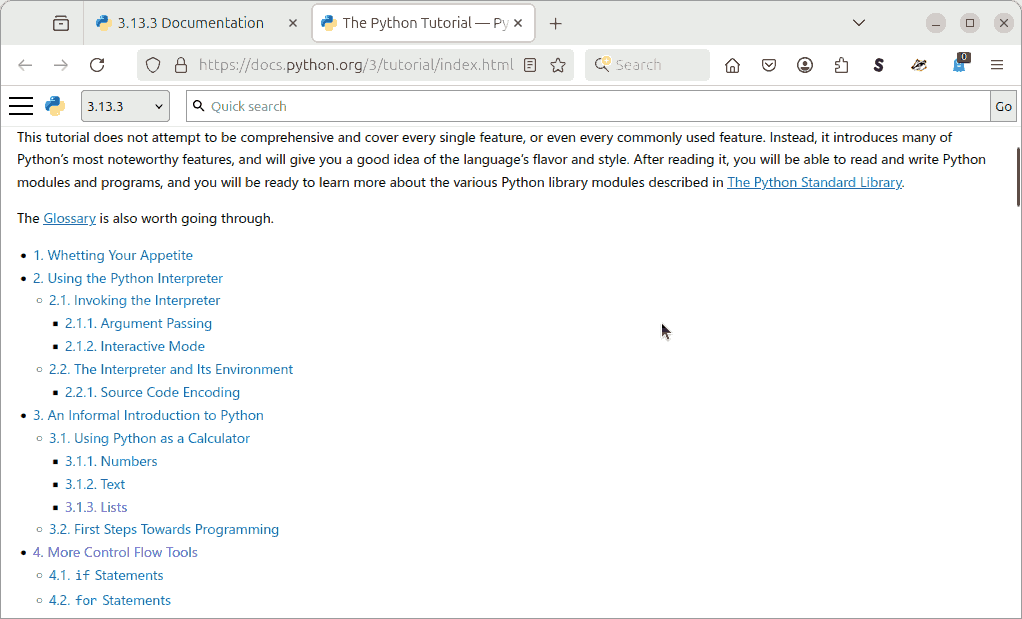 3.13.3 Documentation
The Python Tutorial — Py
https://docs.python.org/3/tutorial/index.html
Search
S
0
3.13.3
Quick search
Go
This tutorial does not attempt to be comprehensive and cover every single feature, or even every commonly used feature. Instead, it introduces many of
Python's most noteworthy features, and will give you a good idea of the language's flavor and style. After reading it, you will be able to read and write Python
modules and programs, and you will be ready to learn more about the various Python library modules described in The Python Standard Library.
The Glossary is also worth going through.
1. Whetting Your Appetite
2. Using the Python Interpreter
2.1. Invoking the Interpreter
2.1.1. Argument Passing
2.1.2. Interactive Mode
2.2. The Interpreter and Its Environment
2.2.1. Source Code Encoding
3. An Informal Introduction to Python
3.1. Using Python as a Calculator
3.1.1. Numbers
3.1.2. Text
3.1.3. Lists
3.2. First Steps Towards Programming
4. More Control Flow Tools
4.1. if Statements
4.2. for Statements